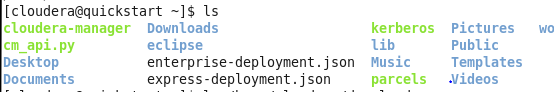 [cloudera@quickstart ~]$ ls
cloudera-manager Downloads kerberos Pictures wo
cm_api.py eclipse lib Public
Desktop enterprise-deployment.json Music Templates
Documents express-deployment.json parcels Videos